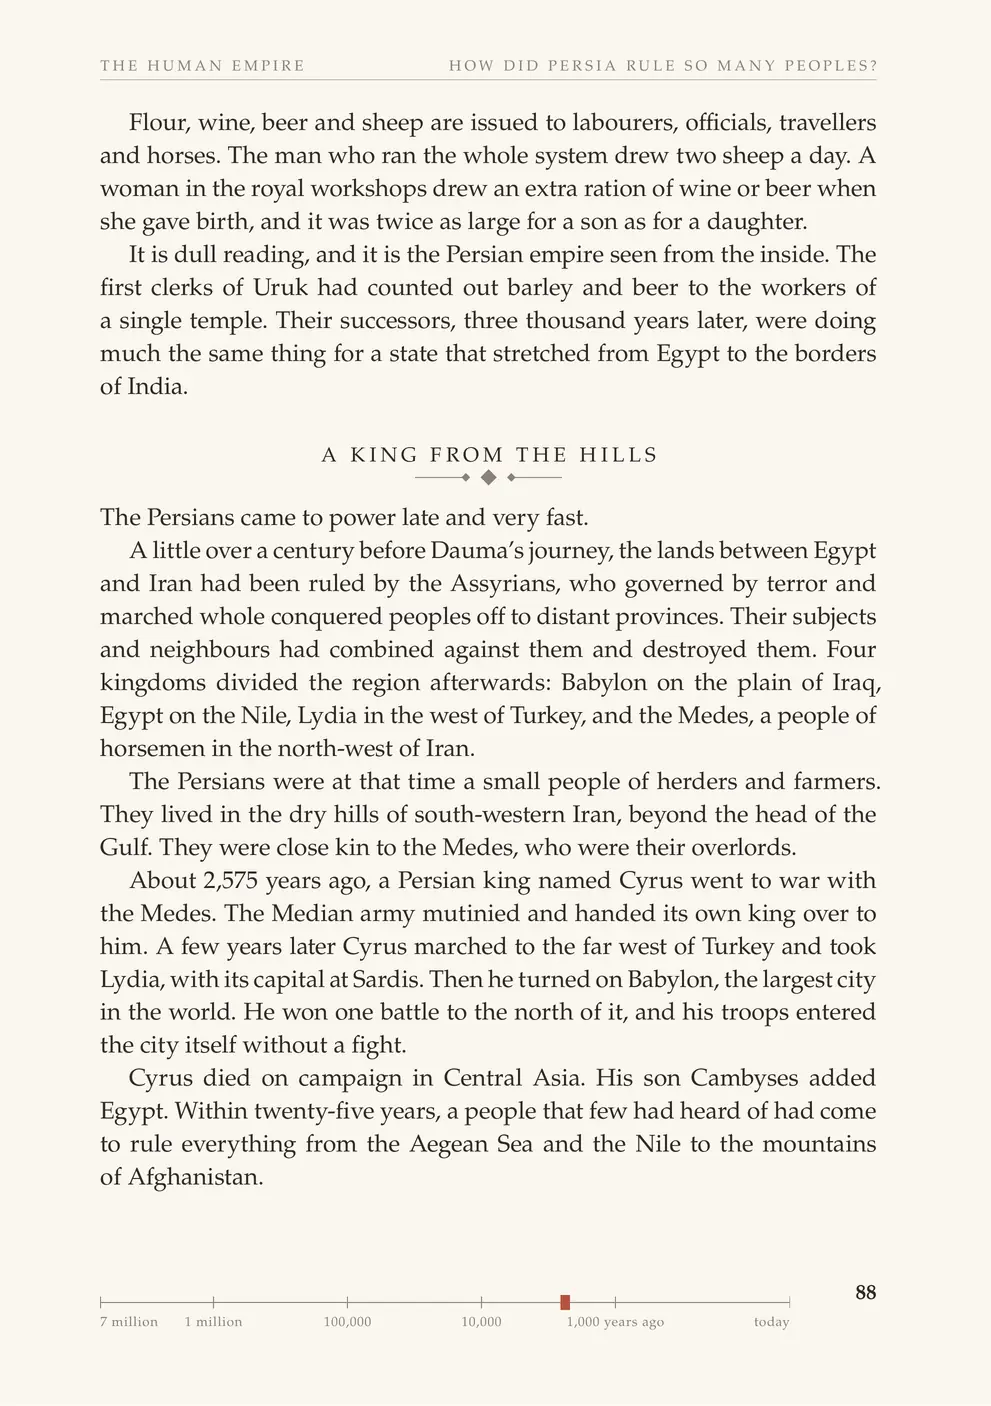 THE HUMAN EMPIRE
HOW DID PERSIA RULE SO MANY PEOPLES?
Flour, wine, beer and sheep are issued to labourers, officials, travellers
and horses. The man who ran the whole system drew two sheep a day. A
woman in the royal workshops drew an extra ration of wine or beer when
she gave birth, and it was twice as large for a son as for a daughter.
It is dull reading, and it is the Persian empire seen from the inside. The
first clerks of Uruk had counted out barley and beer to the workers of
a single temple. Their successors, three thousand years later, were doing
much the same thing for a state that stretched from Egypt to the borders
of India.
A KING FROM THE HILLS
The Persians came to power late and very fast.
A little over a century before Dauma’s journey, the lands between Egypt
and Iran had been ruled by the Assyrians, who governed by terror and
marched whole conquered peoples off to distant provinces. Their subjects
and neighbours had combined against them and destroyed them. Four
kingdoms divided the region afterwards: Babylon on the plain of Iraq,
Egypt on the Nile, Lydia in the west of Turkey, and the Medes, a people of
horsemen in the north-west of Iran.
The Persians were at that time a small people of herders and farmers.
They lived in the dry hills of south-western Iran, beyond the head of the
Gulf. They were close kin to the Medes, who were their overlords.
About 2,575 years ago, a Persian king named Cyrus went to war with
the Medes. The Median army mutinied and handed its own king over to
him. A few years later Cyrus marched to the far west of Turkey and took
Lydia, with its capital at Sardis. Then he turned on Babylon, the largest city
in the world. He won one battle to the north of it, and his troops entered
the city itself without a fight.
Cyrus died on campaign in Central Asia. His son Cambyses added
Egypt. Within twenty-five years, a people that few had heard of had come
to rule everything from the Aegean Sea and the Nile to the mountains
of Afghanistan.
88
7 million 1 million 100,000 10,000 1,000 years ago today